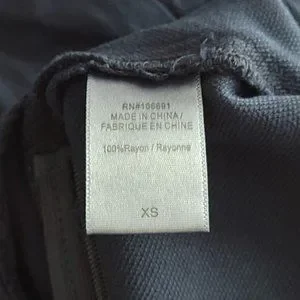 RN#106691
MADE IN CHINA/
FABRIQUE EN CHINE
100%Rayon / Rayonne
XS